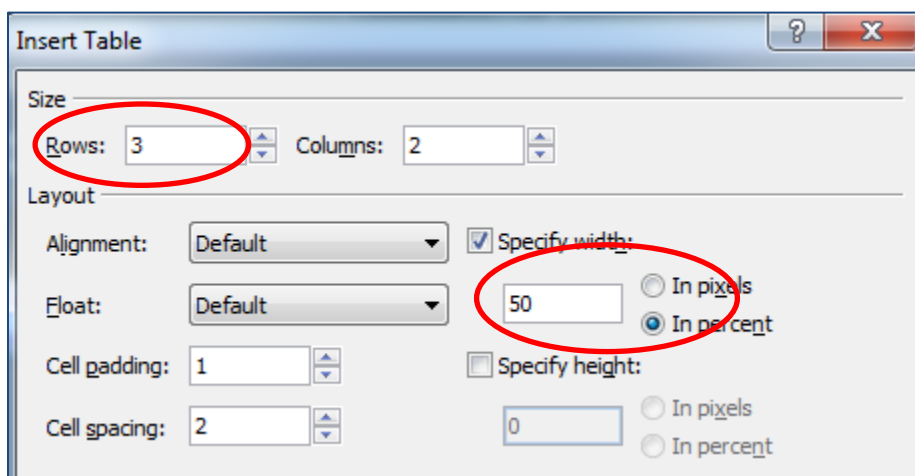 Insert Table
Size
Rows: 3 Columns: 2
Layout
Alignment: Default Specify width:
50 In pixels
Float: Default In percent
Cell padding: 1 Specify height:
0 In pixels
Cell spacing: 2 In percent